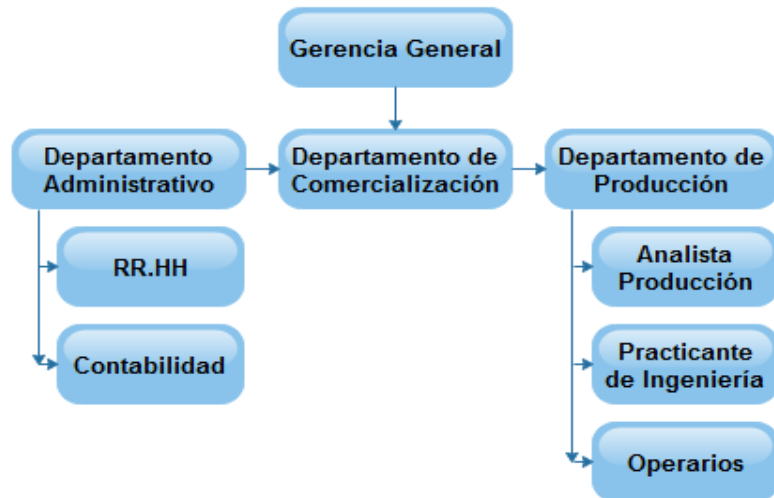 Gerencia General
Departamento
Administrativo
Departamento de
Comercialización
Departamento de
Producción
RR.HH
Contabilidad
Analista
Producción
Practicante
de Ingeniería
Operarios